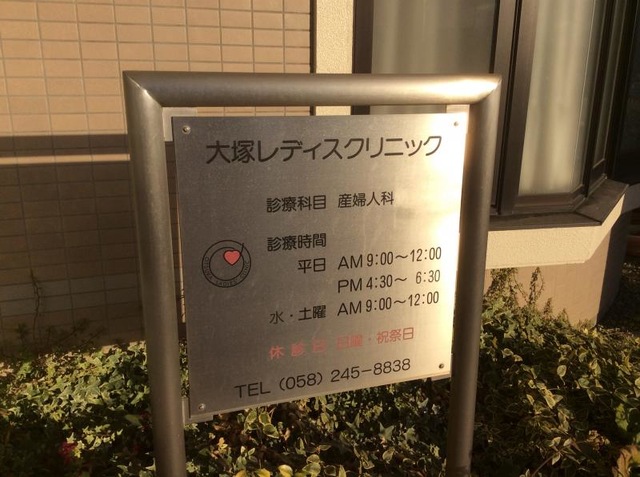 大塚レディスクリニック
診療科目 産婦人科
診療時間
平日 AM 9:00〜12:00
PM 4:30〜 6:30
水・土曜 AM 9:00〜12:00
休診日 日曜・祝祭日
TEL (058) 245-8838